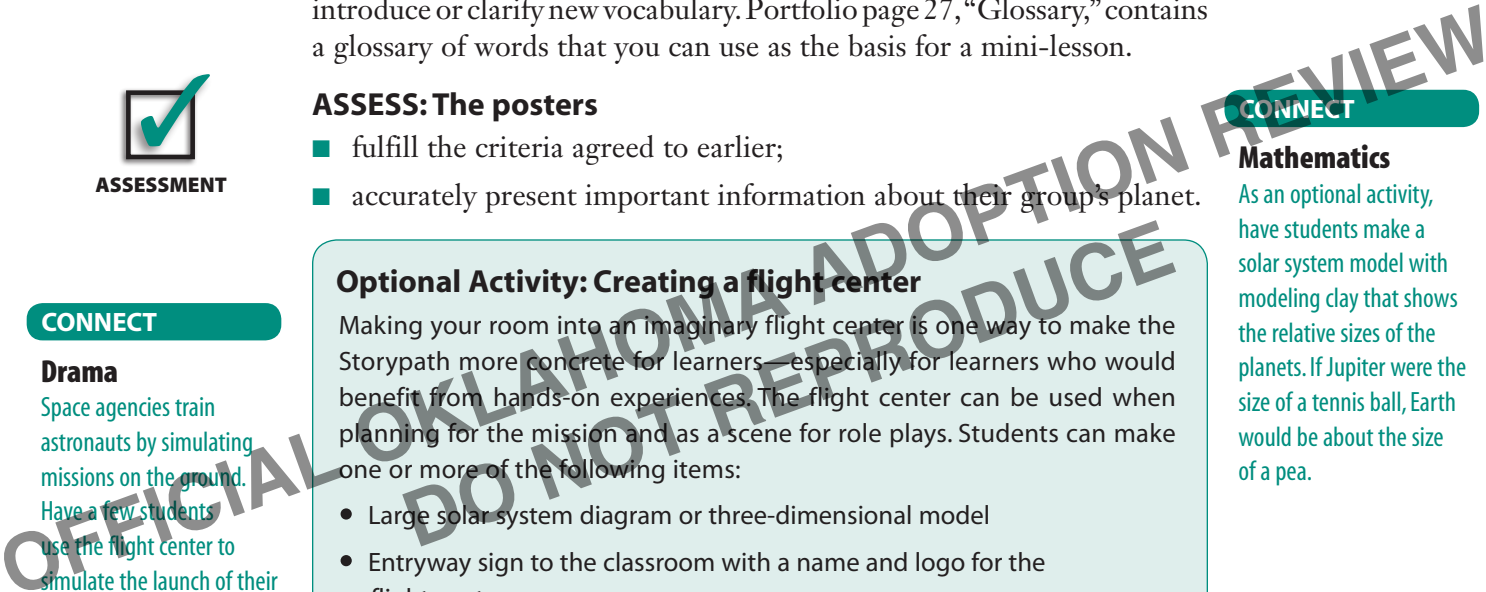 introduce or clarify new vocabulary. Portfolio page 27, “Glossary,” contains
a glossary of words that you can use as the basis for a mini-lesson.
ASSESSMENT
ASSESS: The posters
■ fulfill the criteria agreed to earlier;
■ accurately present important information about their group’s planet.
CONNECT
Drama
Space agencies train
astronauts by simulating
missions on the ground.
Have a few students
use the flight center to
simulate the launch of their
Optional Activity: Creating a flight center
Making your room into an imaginary flight center is one way to make the
Storypath more concrete for learners—especially for learners who would
benefit from hands-on experiences. The flight center can be used when
planning for the mission and as a scene for role plays. Students can make
one or more of the following items:
• Large solar system diagram or three-dimensional model
• Entryway sign to the classroom with a name and logo for the
CONNECT
Mathematics
As an optional activity,
have students make a
solar system model with
modeling clay that shows
the relative sizes of the
planets. If Jupiter were the
size of a tennis ball, Earth
would be about the size
of a pea.
OFFICIAL OKLAHOMA ADOPTION REVIEW
DO NOT REPRODUCE